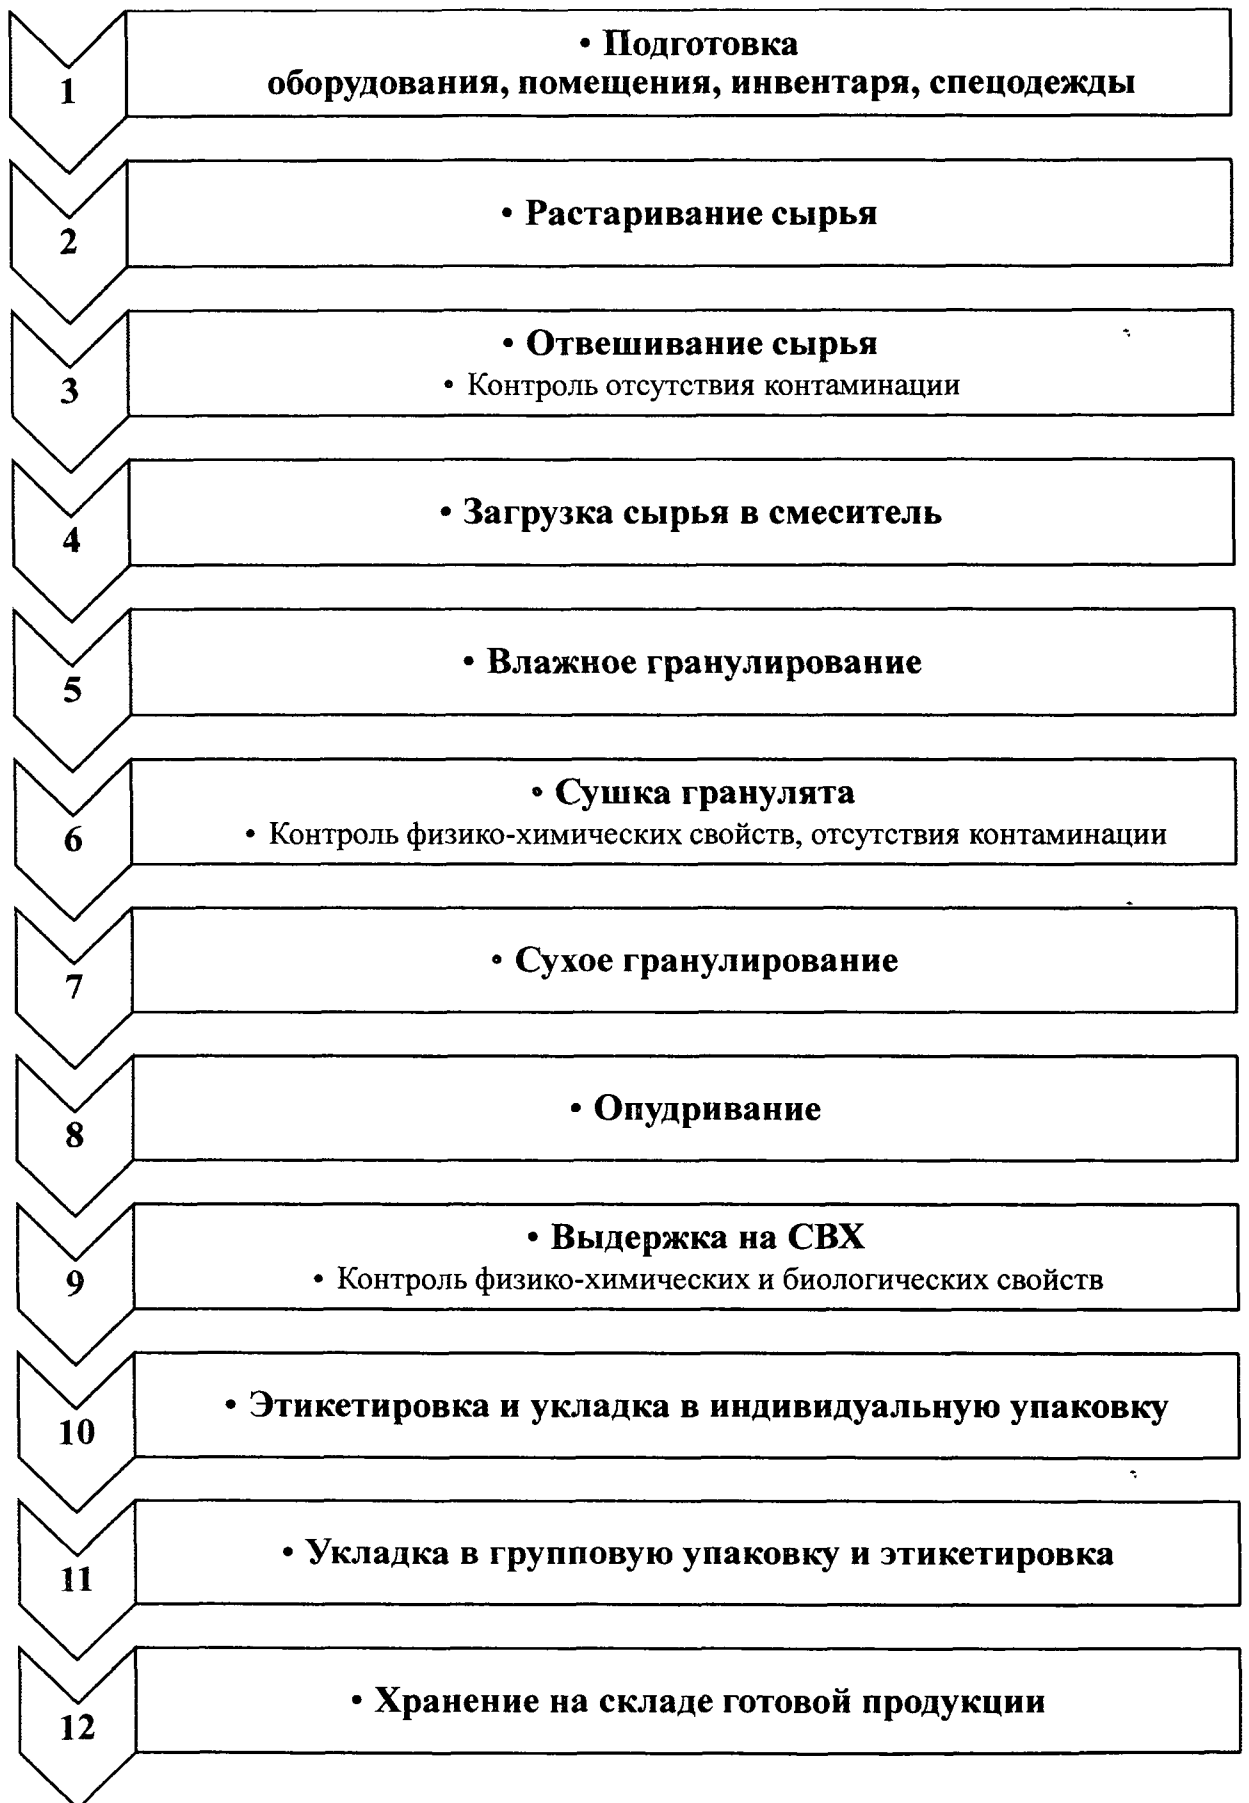 1
• Подготовка
оборудования, помещения, инвентаря, спецодежды
2
• Растаривание сырья
3
• Отвешивание сырья
• Контроль отсутствия контаминации
4
• Загрузка сырья в смеситель
5
• Влажное гранулирование
6
• Сушка гранулята
• Контроль физико-химических свойств, отсутствия контаминации
7
• Сухое гранулирование
8
• Опудривание
9
• Выдержка на СВХ
• Контроль физико-химических и биологических свойств
10
• Этикетировка и укладка в индивидуальную упаковку
11
• Укладка в групповую упаковку и этикетировка
12
• Хранение на складе готовой продукции